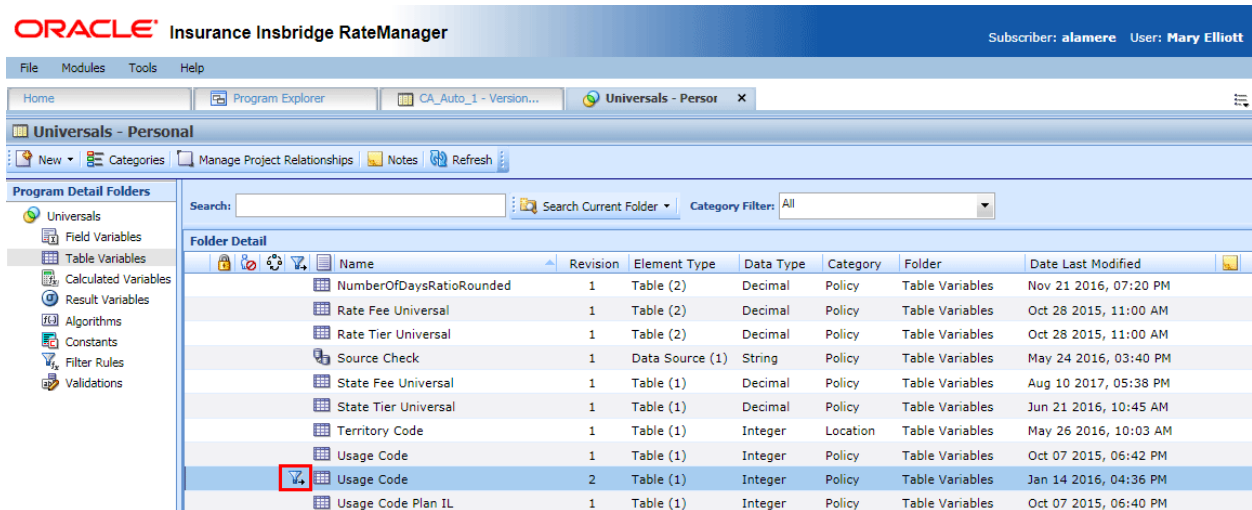 ORACLE Insurance Insbridge RateManager
Subscriber: alamere User: Mary Elliott
File Modules Tools Help
Home Program Explorer CA_Auto_1 - Version... Universals - Persor x
Universals - Personal
New Categories Manage Project Relationships Notes Refresh
Program Detail Folders
Universals
Field Variables
Table Variables
Calculated Variables
Result Variables
Algorithms
Constants
Filter Rules
Validations
Search: Search Current Folder Category Filter: All
Folder Detail
Name Revision Element Type Data Type Category Folder Date Last Modified
NumberOfDaysRatioRounded 1 Table (2) Decimal Policy Table Variables Nov 21 2016, 07:20 PM
Rate Fee Universal 1 Table (2) Decimal Policy Table Variables Oct 28 2015, 11:00 AM
Rate Tier Universal 1 Table (2) Decimal Policy Table Variables Oct 28 2015, 11:00 AM
Source Check 1 Data Source (1) String Policy Table Variables May 24 2016, 03:40 PM
State Fee Universal 1 Table (1) Decimal Policy Table Variables Aug 10 2017, 05:38 PM
State Tier Universal 1 Table (1) Decimal Policy Table Variables Jun 21 2016, 10:45 AM
Territory Code 1 Table (1) Integer Location Table Variables May 26 2016, 10:03 AM
Usage Code 1 Table (1) Integer Policy Table Variables Oct 07 2015, 06:42 PM
Usage Code 2 Table (1) Integer Policy Table Variables Jan 14 2016, 04:36 PM
Usage Code Plan IL 1 Table (1) Integer Policy Table Variables Oct 07 2015, 06:40 PM